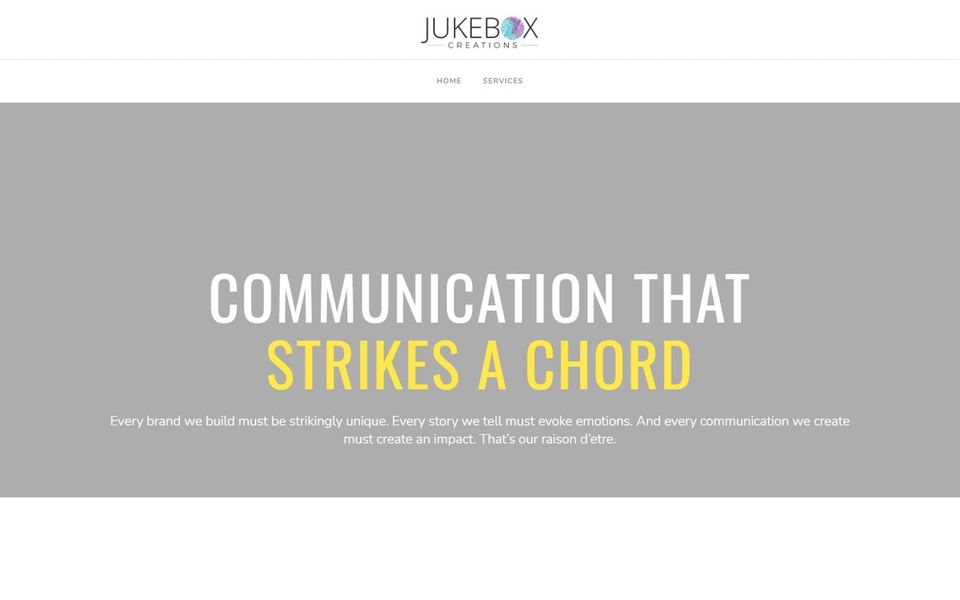 JUKEBOX
CREATIONS
HOME SERVICES
COMMUNICATION THAT
STRIKES A CHORD
Every brand we build must be strikingly unique. Every story we tell must evoke emotions. And every communication we create
must create an impact. That’s our raison d’etre.